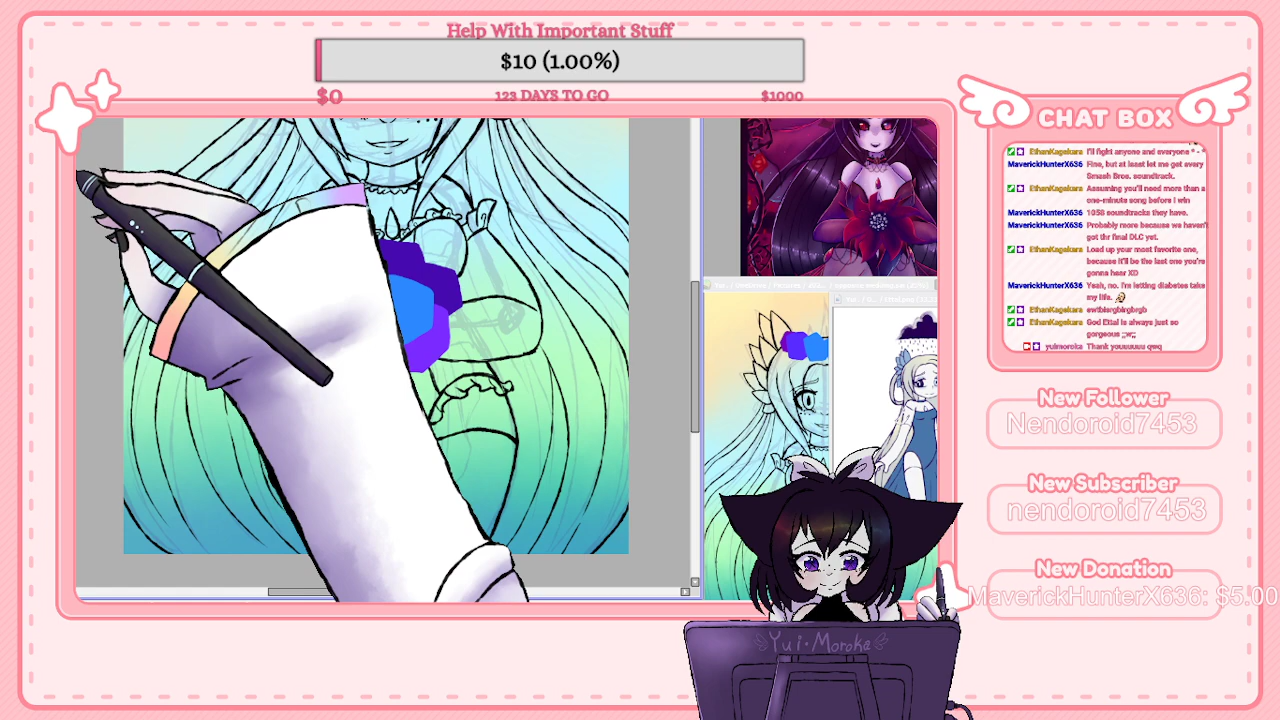 Help With Important Stuff
$10 (1.00%)
$0
123 DAYS TO GO
$1000
CHAT BOX
EthanKagekura I'll fight anyone and everyone
MaverickHunterX636 Fine, but at least let me get every
Smash Bros. soundtrack.
EthanKagekura Assuming you'll need more than a
one-minute song before I win
MaverickHunterX636 1058 soundtracks they have.
MaverickHunterX636 Probably more because we haven't
got thr final DLC yet.
EthanKagekura Load up your most favorite one,
because it'll be the last one you're
gonna hear XD
MaverickHunterX636 Yeah, no. I'm letting diabetes take
my life.
EthanKagekura
EthanKagekura God Ettal is always just so
gorgeous ;;w;;
yuimoroka Thank youuuuuu qwq
New Follower
Nendoroid7453
New Subscriber
nendoroid7453
New Donation
MaverickHunterX636: $5.00
Yui·Moroka